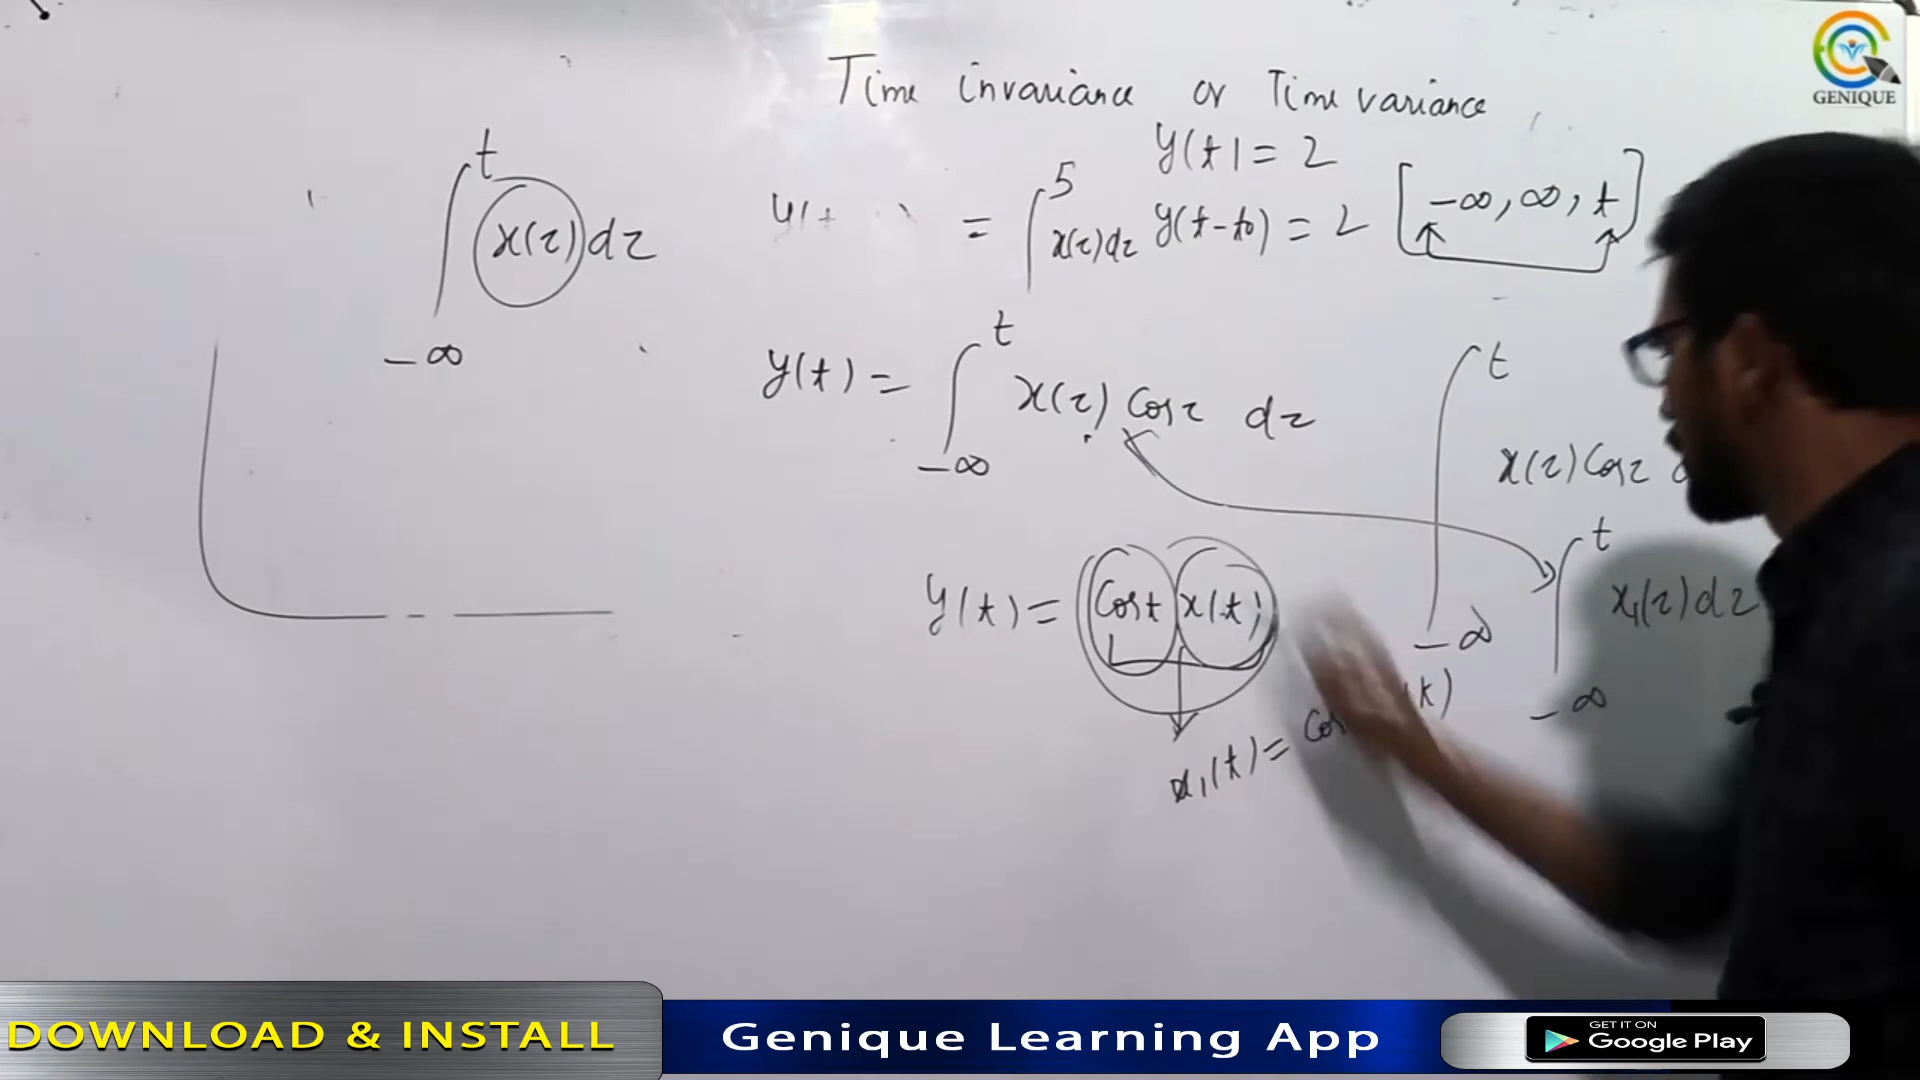 GENIQUE
Time invariance or Time variance
∫_{-∞}^{t} x(τ)dτ
= ∫^{5} x(τ)dτ
y(t) = 2
y(t-t₀) = 2 [-∞, ∞, t]
y(t) = ∫_{-∞}^{t} x(τ) cosτ dτ
∫_{-∞}^{t} x(τ)cosτ
y(t) = cost x(t)
∫_{-∞}^{t} x₁(τ)dτ
x₁(t) =
DOWNLOAD & INSTALL
Genique Learning App
GET IT ON
Google Play